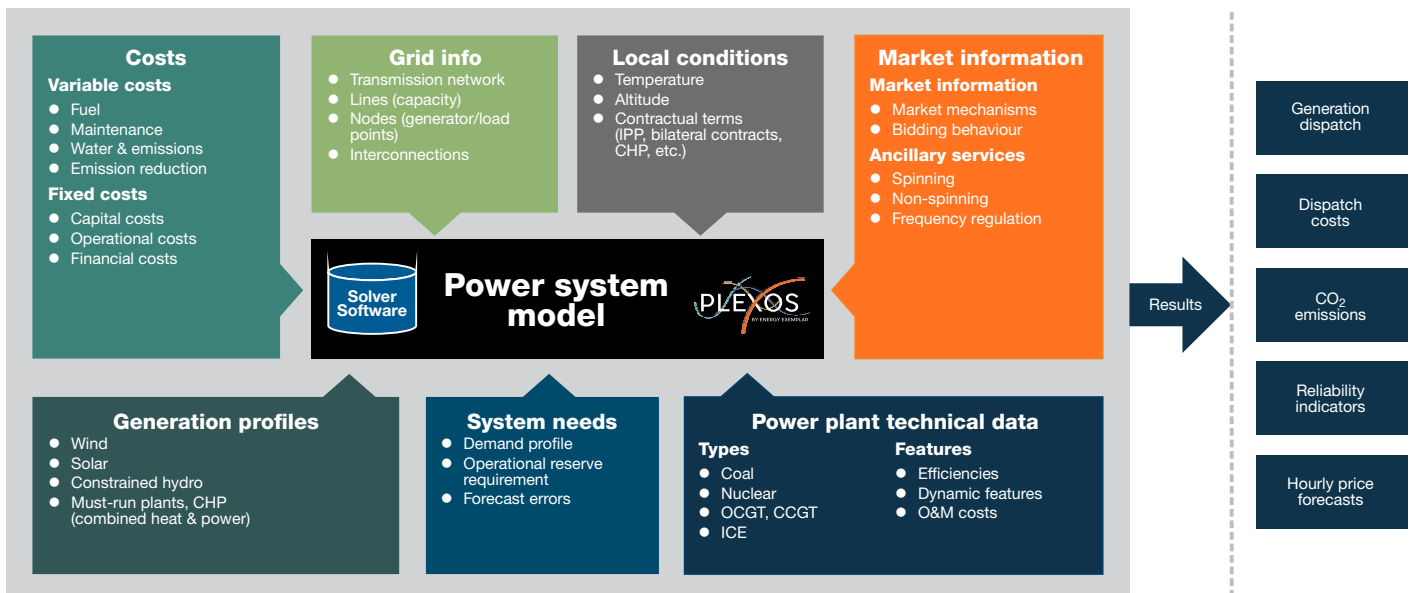 Costs
Variable costs
Fuel
Maintenance
Water & emissions
Emission reduction
Fixed costs
Capital costs
Operational costs
Financial costs
Grid info
Transmission network
Lines (capacity)
Nodes (generator/load
points)
Interconnections
Local conditions
Temperature
Altitude
Contractual terms
(IPP, bilateral contracts,
CHP, etc.)
Market information
Market information
Market mechanisms
Bidding behaviour
Ancillary services
Spinning
Non-spinning
Frequency regulation
Solver
Software
Power system
model
PLEXOS
BY ENERGY EXEMPLAR
Generation profiles
Wind
Solar
Constrained hydro
Must-run plants, CHP
(combined heat & power)
System needs
Demand profile
Operational reserve
requirement
Forecast errors
Power plant technical data
Types
Coal
Nuclear
OCGT, CCGT
ICE
Features
Efficiencies
Dynamic features
O&M costs
Results
Generation
dispatch
Dispatch
costs
CO₂
emissions
Reliability
indicators
Hourly price
forecasts